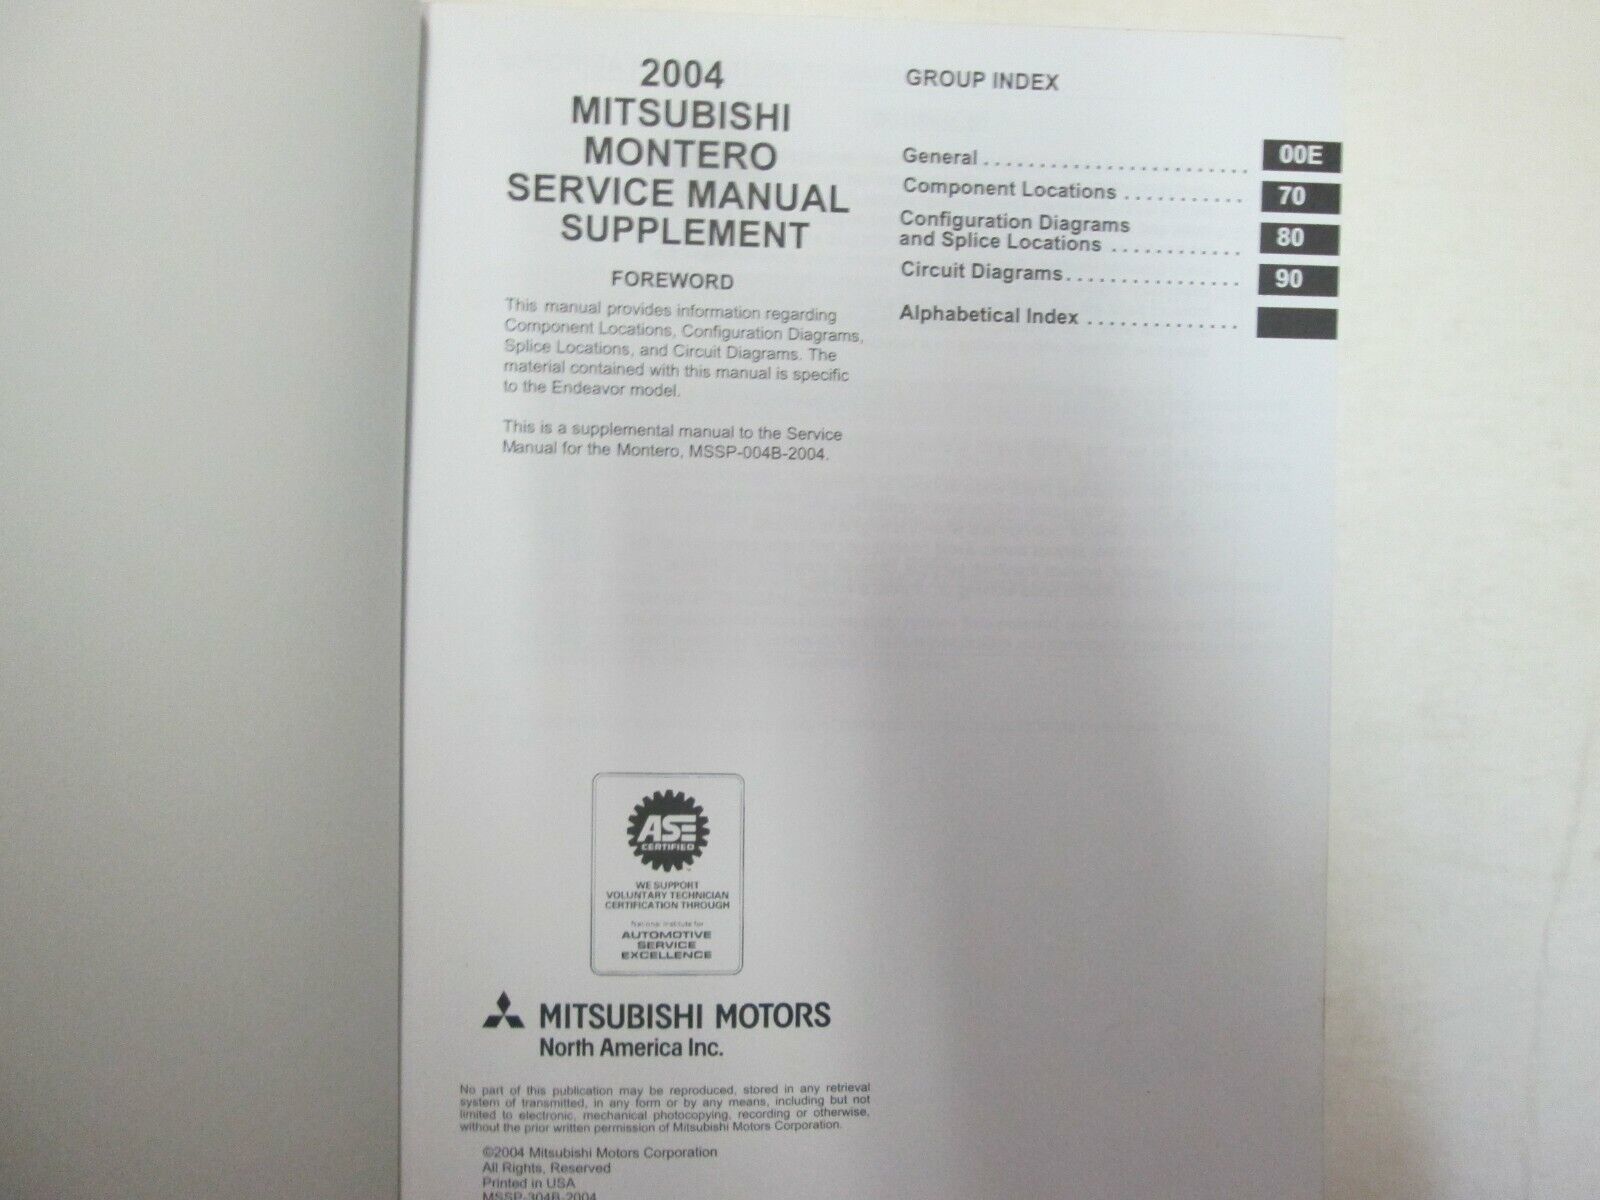 2004
MITSUBISHI
MONTERO
SERVICE MANUAL
SUPPLEMENT
FOREWORD
This manual provides information regarding
Component Locations, Configuration Diagrams,
Splice Locations, and Circuit Diagrams. The
material contained with this manual is specific
to the Endeavor model.
This is a supplemental manual to the Service
Manual for the Montero, MSSP-004B-2004.
GROUP INDEX
General . . . . . . . . . . . . . . . . . . . . . . . . . 00E
Component Locations . . . . . . . . . . . 70
Configuration Diagrams
and Splice Locations . . . . . . . . . . . . 80
Circuit Diagrams. . . . . . . . . . . . . . . . 90
Alphabetical Index . . . . . . . . . . . . . .
ASE
CERTIFIED
WE SUPPORT
VOLUNTARY TECHNICIAN
CERTIFICATION THROUGH
National Institute for
AUTOMOTIVE
SERVICE
EXCELLENCE
MITSUBISHI MOTORS
North America Inc.
No part of this publication may be reproduced, stored in any retrieval
system of transmitted, in any form or by any means, including but not
limited to electronic, mechanical photocopying, recording or otherwise,
without the prior written permission of Mitsubishi Motors Corporation.
©2004 Mitsubishi Motors Corporation
All Rights, Reserved
Printed in USA
MSSP-304B-2004